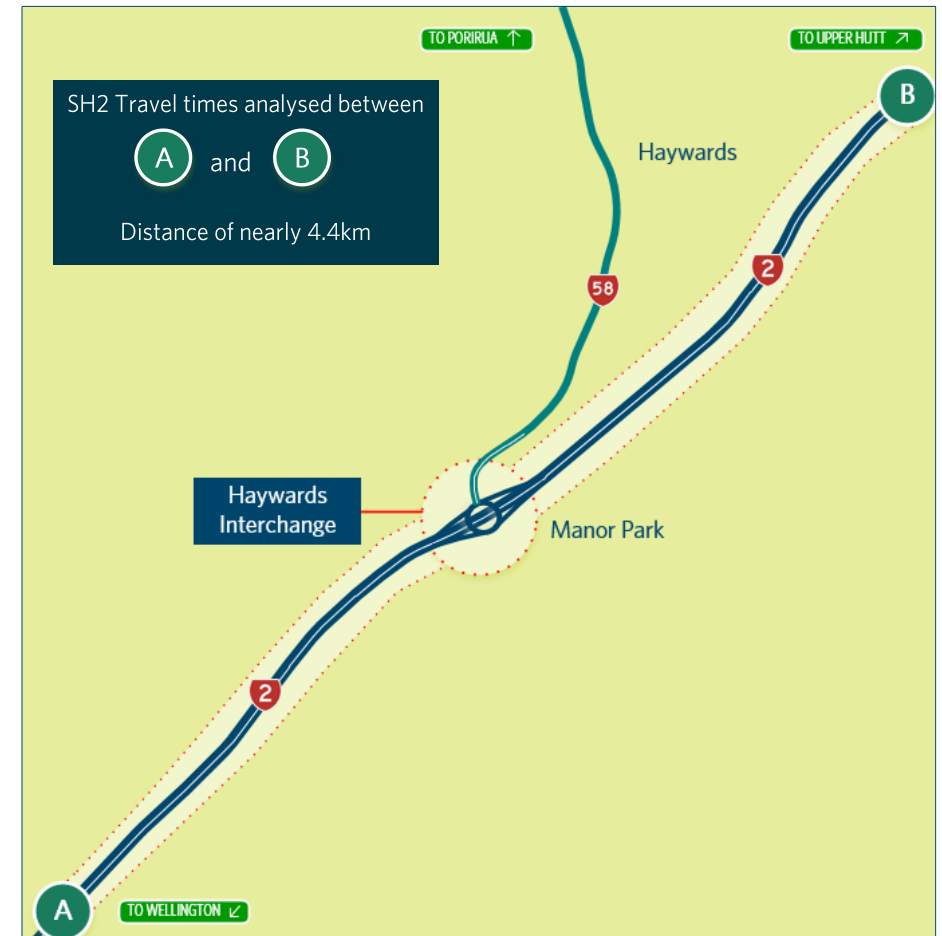 TO PORIRUA ↑
TO UPPER HUTT ↗
B
SH2 Travel times analysed between
A and B
Distance of nearly 4.4km
Haywards
2
58
Haywards
Interchange
Manor Park
2
A
TO WELLINGTON ↙